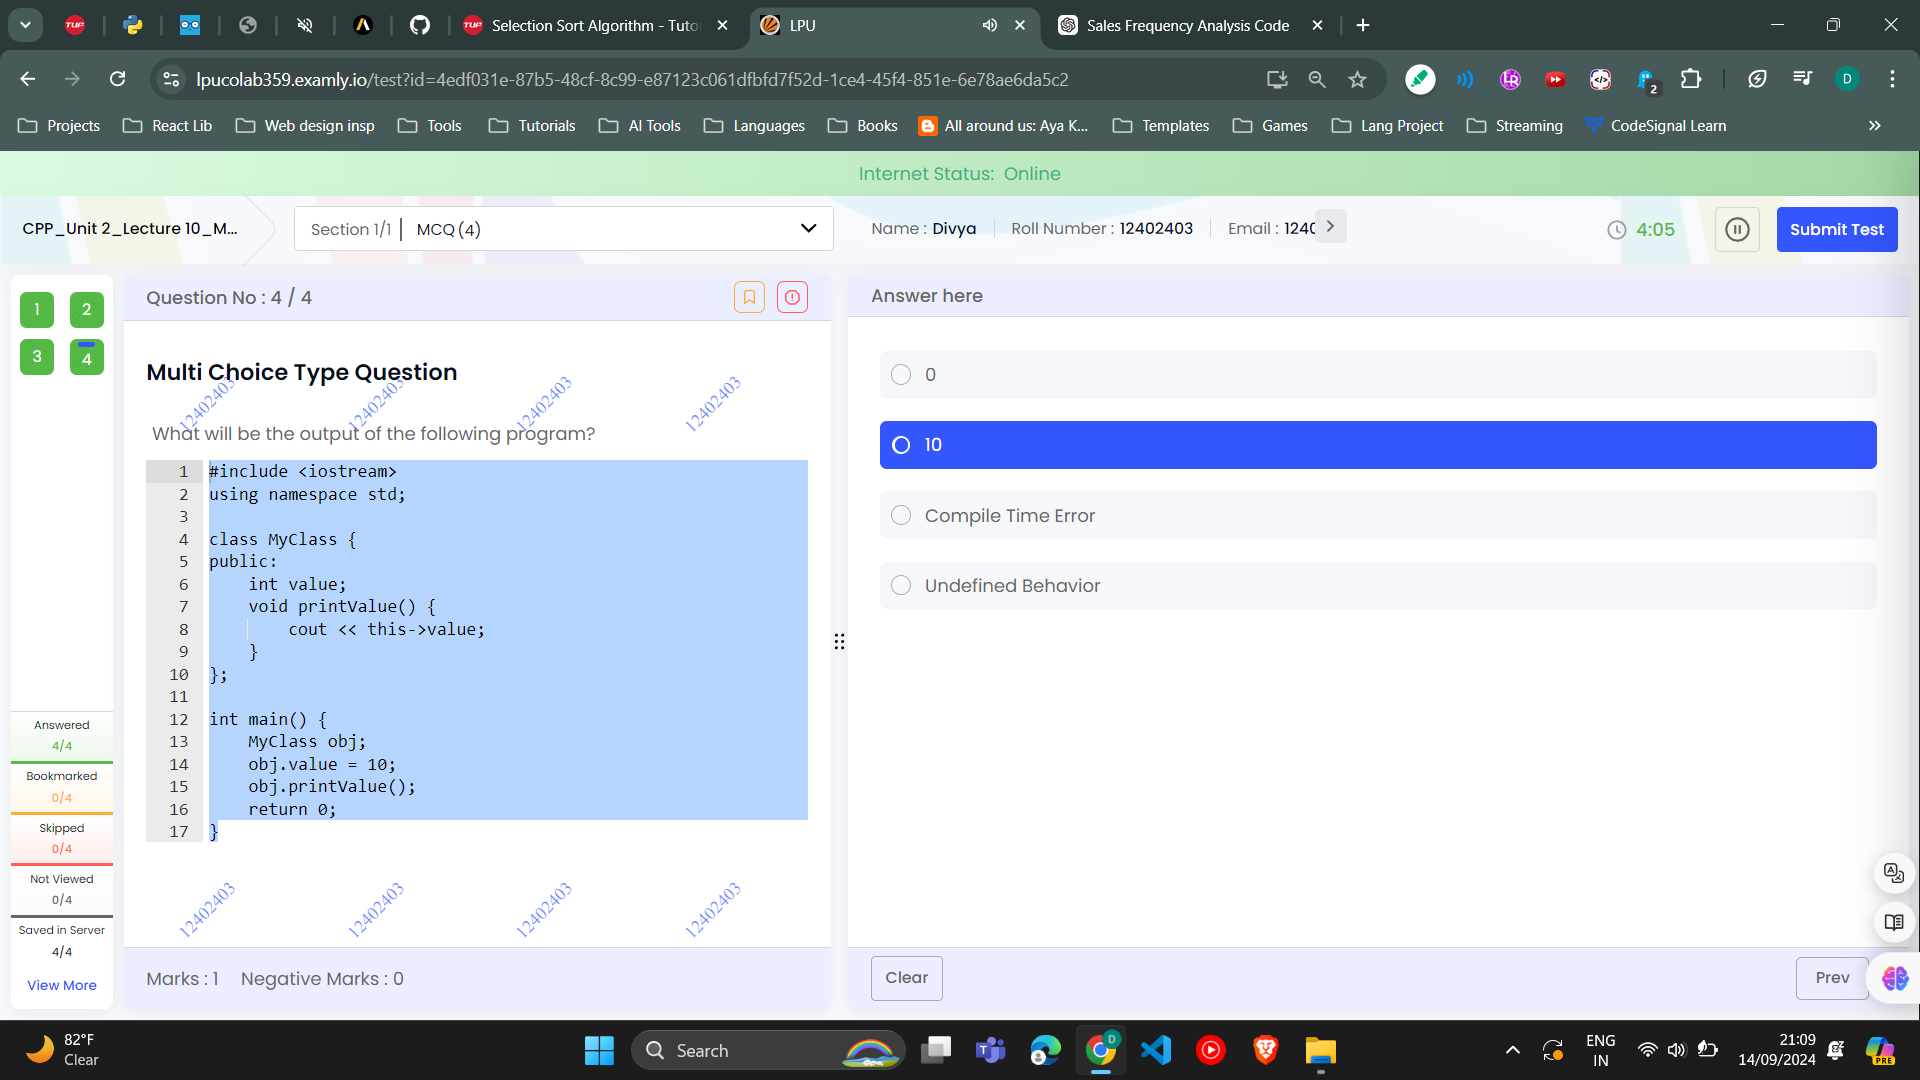 Selection Sort Algorithm - Tuto
LPU
Sales Frequency Analysis Code
lpucolab359.examly.io/test?id=4edf031e-87b5-48cf-8c99-e87123c061dfbfd7f52d-1ce4-45f4-851e-6e78ae6da5c2
2
D
Projects
React Lib
Web design insp
Tools
Tutorials
AI Tools
Languages
Books
All around us: Aya K...
Templates
Games
Lang Project
Streaming
CodeSignal Learn
»
Internet Status: Online
CPP_Unit 2_Lecture 10_M...
Section 1/1 | MCQ (4)
Name : Divya
Roll Number : 12402403
Email : 1240
4:05
Submit Test
1 2
3 4
Question No : 4 / 4
Answer here
Multi Choice Type Question
12402403 12402403 12402403 12402403
What will be the output of the following program?
1 #include <iostream>
2 using namespace std;
3
4 class MyClass {
5 public:
6 int value;
7 void printValue() {
8 cout << this->value;
9 }
10 };
11
12 int main() {
13 MyClass obj;
14 obj.value = 10;
15 obj.printValue();
16 return 0;
17 }
12402403 12402403 12402403 12402403
0
10
Compile Time Error
Undefined Behavior
Answered
4/4
Bookmarked
0/4
Skipped
0/4
Not Viewed
0/4
Saved in Server
4/4
View More
Marks : 1 Negative Marks : 0
Clear
Prev
82°F
Clear
Search
D
ENG
IN
21:09
14/09/2024
PRE